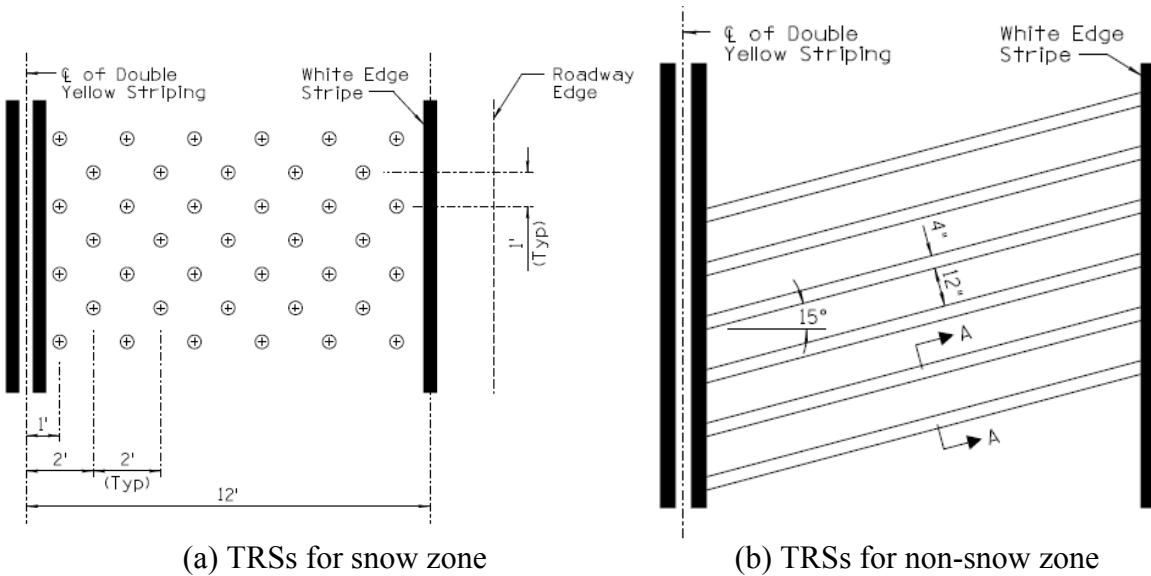 ℄ of Double
Yellow Striping
White Edge
Stripe
Roadway
Edge
1'
(Typ)
1'
2'
2'
(Typ)
12'
(a) TRSs for snow zone
℄ of Double
Yellow Striping
White Edge
Stripe
4"
12"
15°
A
A
(b) TRSs for non-snow zone